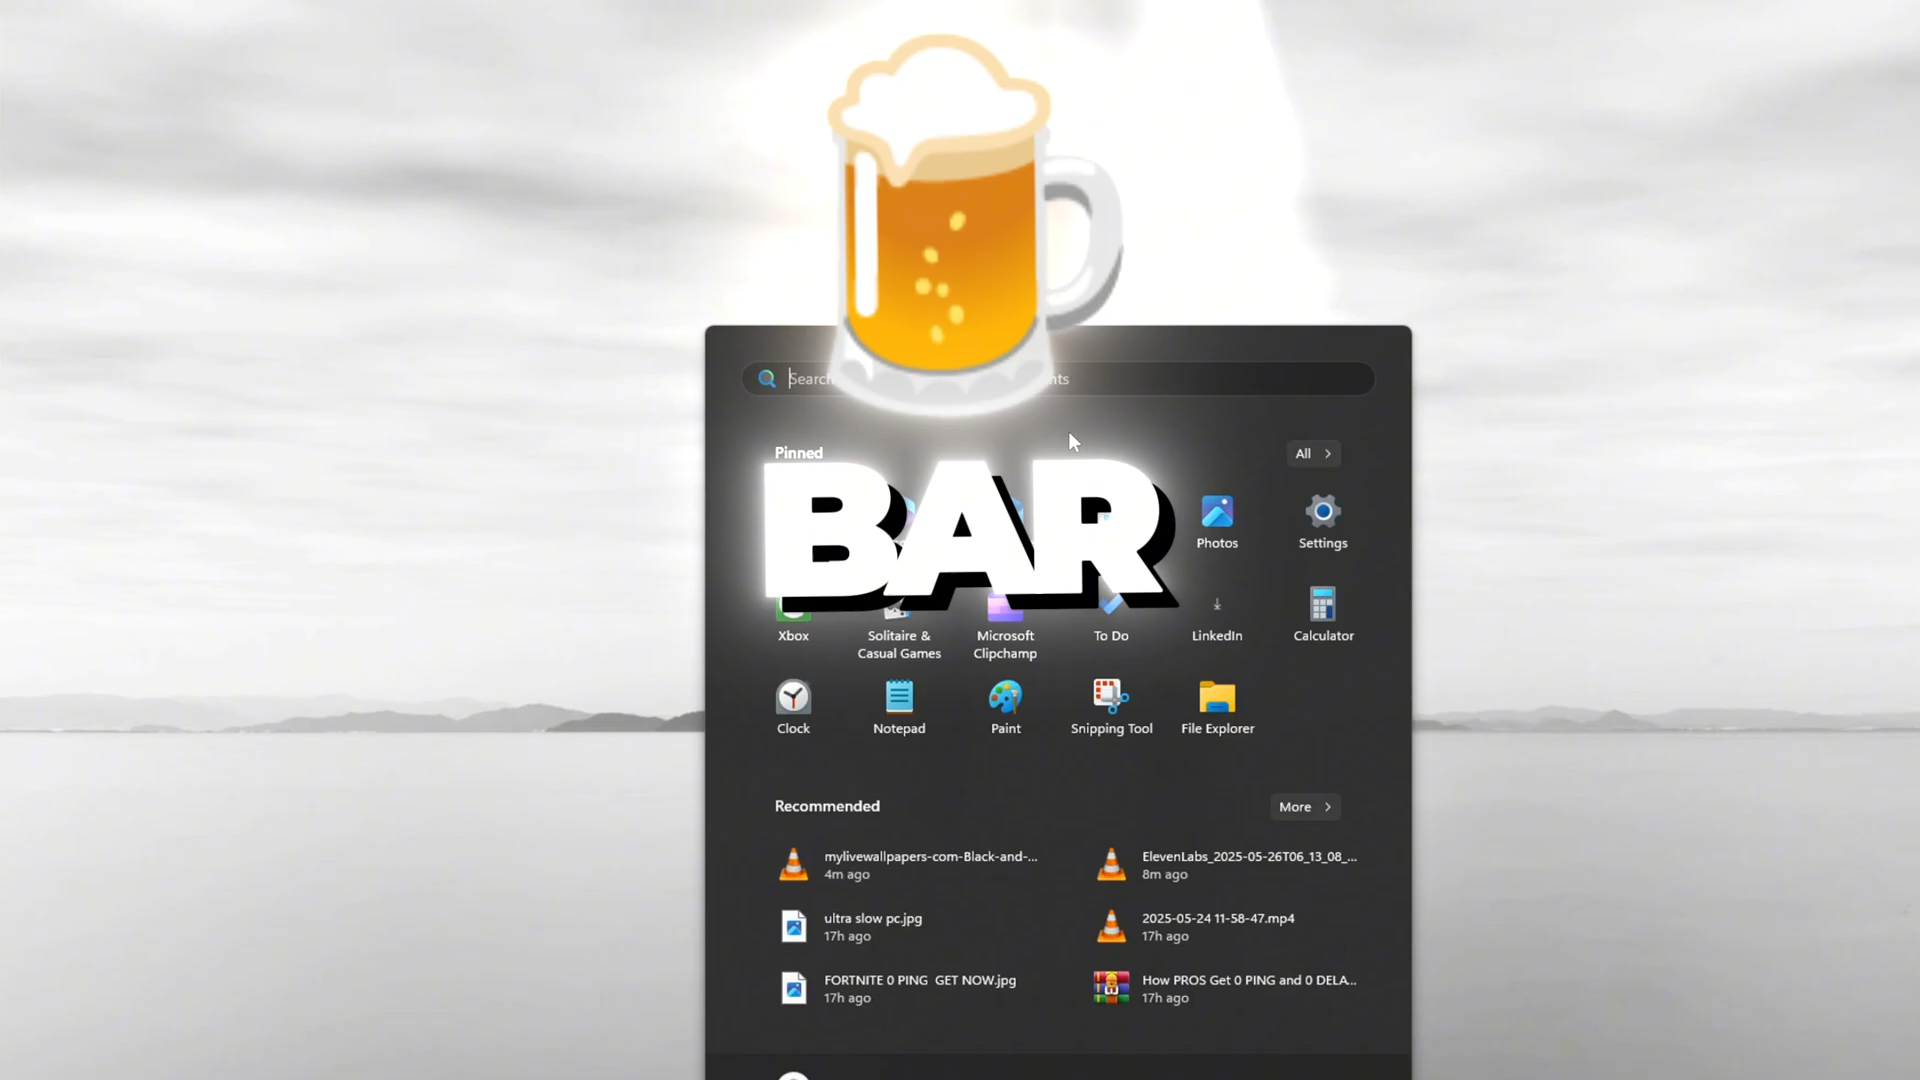 Search
nts
Pinned
All
BAR
Photos
Settings
Xbox
Solitaire &
Casual Games
Microsoft
Clipchamp
To Do
LinkedIn
Calculator
Clock
Notepad
Paint
Snipping Tool
File Explorer
Recommended
More
mylivewallpapers-com-Black-and-...
4m ago
ElevenLabs_2025-05-26T06_13_08_...
8m ago
ultra slow pc.jpg
17h ago
2025-05-24 11-58-47.mp4
17h ago
FORTNITE 0 PING  GET NOW.jpg
17h ago
How PROS Get 0 PING and 0 DELA...
17h ago